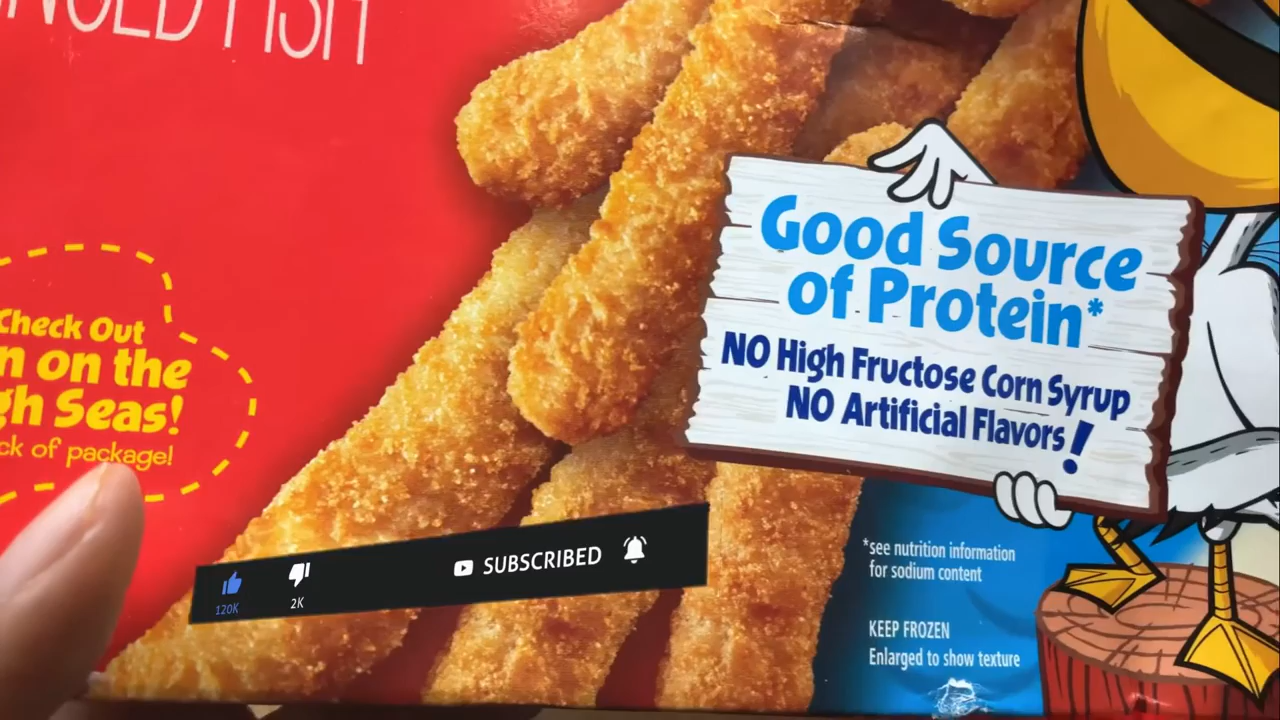 FISH
Check Out
on the
Seas!
of package!
Good Source
of Protein*
NO High Fructose Corn Syrup
NO Artificial Flavors!
120K
2K
SUBSCRIBED
*see nutrition information
for sodium content
KEEP FROZEN
Enlarged to show texture